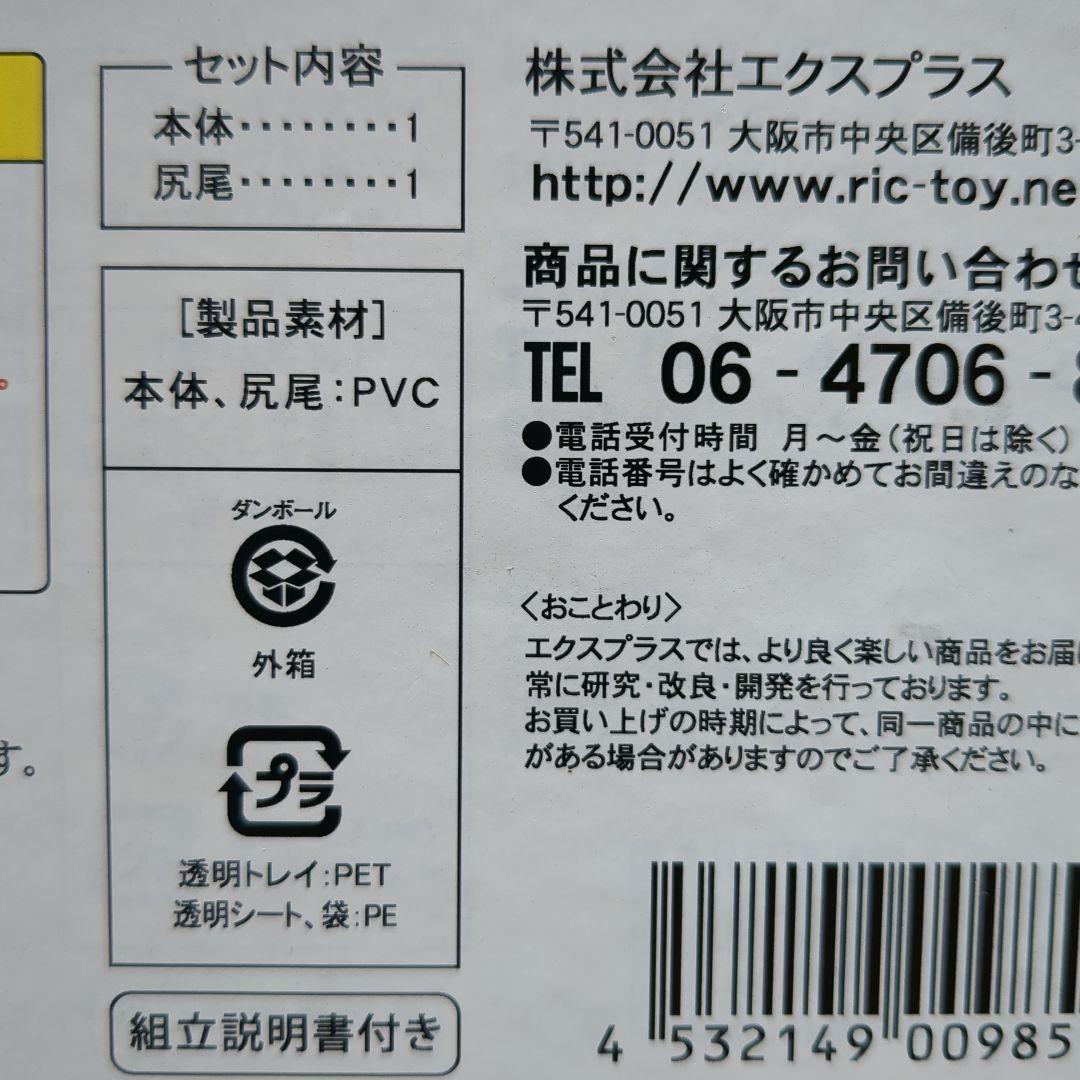 セット内容
本体・・・・・・・・・1
尻尾・・・・・・・・・1
[製品素材]
本体、尻尾:PVC
ダンボール
外箱
プラ
透明トレイ:PET
透明シート、袋:PE
組立説明書付き
す。
株式会社エクスプラス
〒541-0051 大阪市中央区備後町3-
http://www.ric-toy.ne
商品に関するお問い合わせ
〒541-0051 大阪市中央区備後町3-
TEL 06-4706-
●電話受付時間 月～金(祝日は除く)
●電話番号はよく確かめてお間違えのな
ください。
〈おことわり〉
エクスプラスでは、より良く楽しい商品をお届け
常に研究・改良・開発を行っております。
お買い上げの時期によって、同一商品の中に
がある場合がありますのでご了承ください。
4 532149 00985